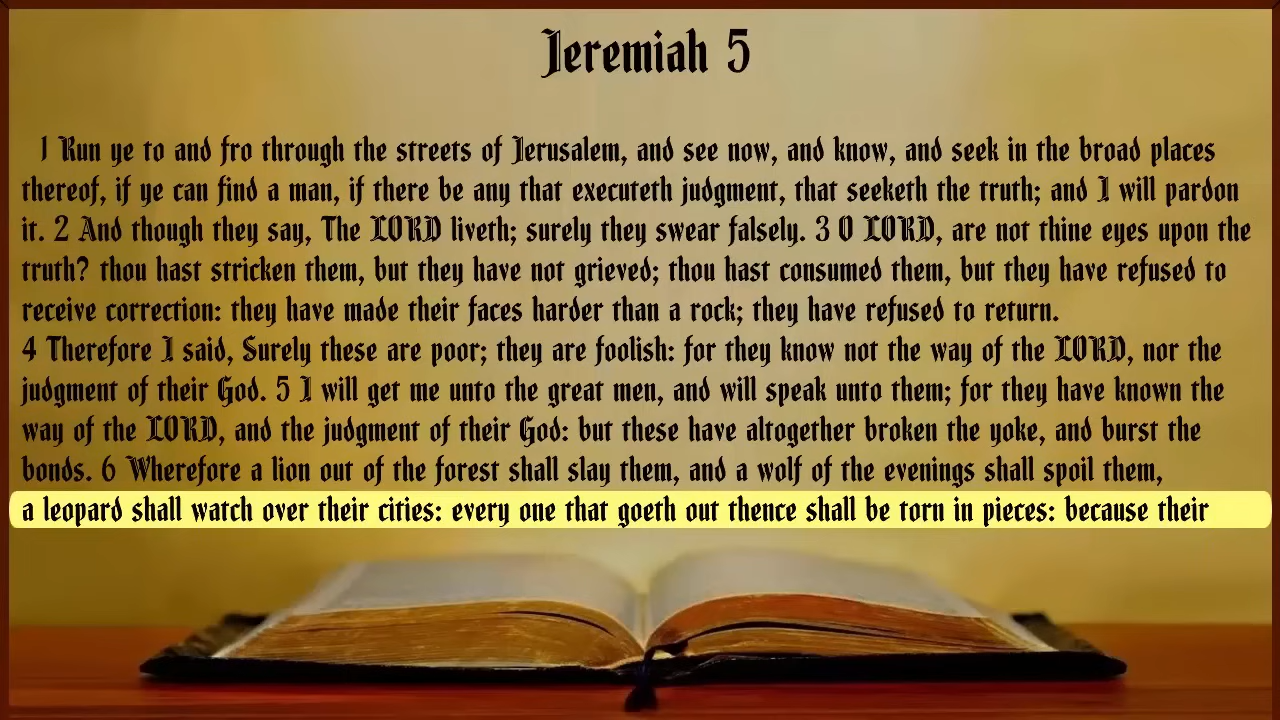 Jeremiah 5
1 Run ye to and fro through the streets of Jerusalem, and see now, and know, and seek in the broad places
thereof, if ye can find a man, if there be any that executeth judgment, that seeketh the truth; and I will pardon
it. 2 And though they say, The LORD liveth; surely they swear falsely. 3 O LORD, are not thine eyes upon the
truth? thou hast stricken them, but they have not grieved; thou hast consumed them, but they have refused to
receive correction: they have made their faces harder than a rock; they have refused to return.
4 Therefore I said, Surely these are poor; they are foolish: for they know not the way of the LORD, nor the
judgment of their God. 5 I will get me unto the great men, and will speak unto them; for they have known the
way of the LORD, and the judgment of their God: but these have altogether broken the yoke, and burst the
bonds. 6 Wherefore a lion out of the forest shall slay them, and a wolf of the evenings shall spoil them,
a leopard shall watch over their cities: every one that goeth out thence shall be torn in pieces: because their